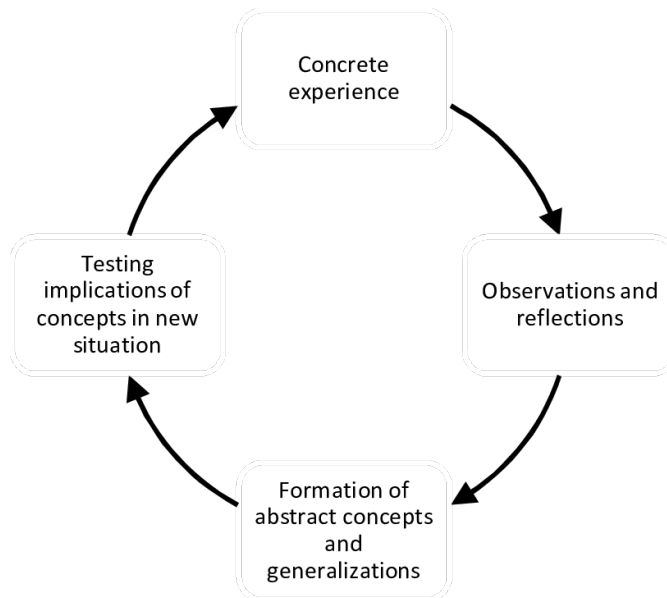 Concrete
experience
Observations and
reflections
Formation of
abstract concepts
and
generalizations
Testing
implications of
concepts in new
situation